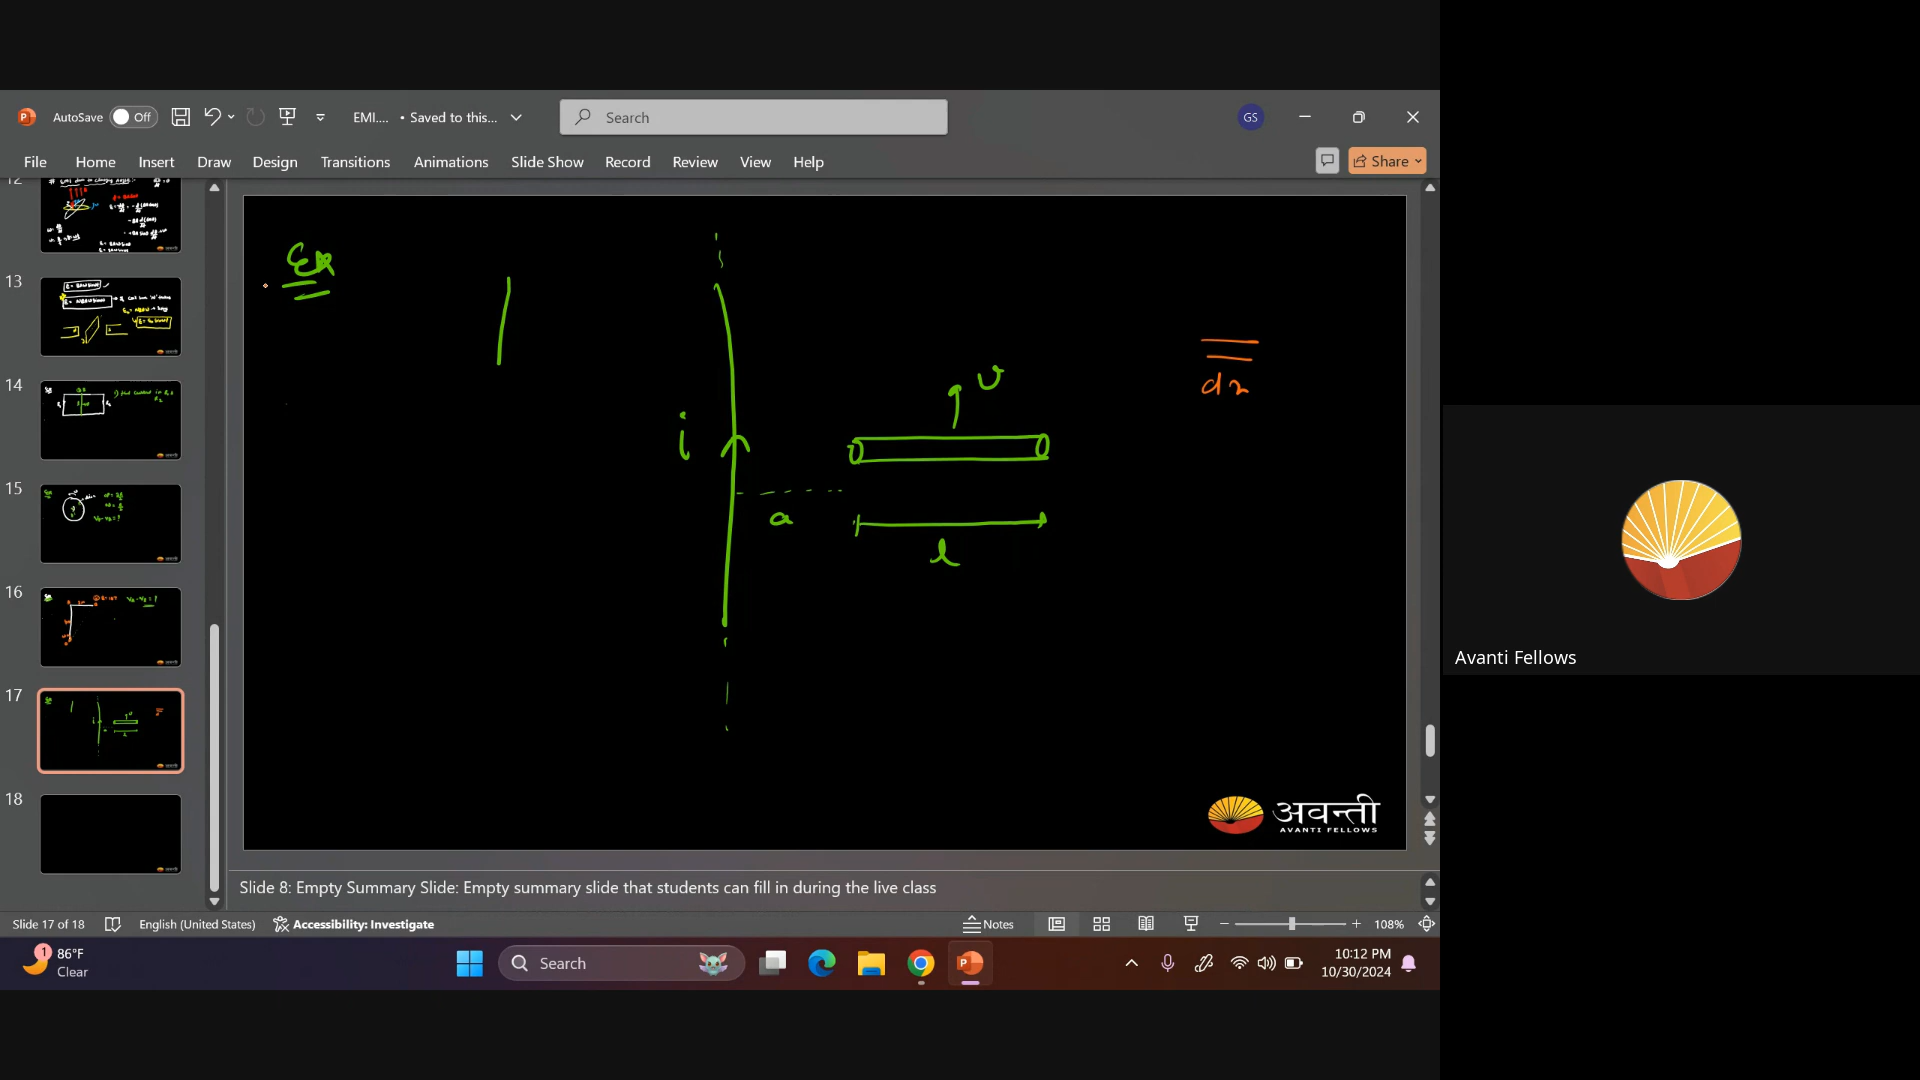 AutoSave Off EMI.... • Saved to this... Search GS
File Home Insert Draw Design Transitions Animations Slide Show Record Review View Help Share
12
13
14
15
16
17
18
Ex
v
i
a
l
dx
अवन्ती
AVANTI FELLOWS
Slide 8: Empty Summary Slide: Empty summary slide that students can fill in during the live class
Slide 17 of 18 English (United States) Accessibility: Investigate Notes 108%
1 86°F
Clear
Search
10:12 PM
10/30/2024
Avanti Fellows